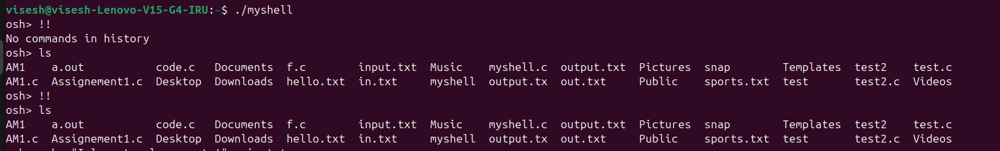 visesh@visesh-Lenovo-V15-G4-IRU:~$ ./myshell
osh> !!
No commands in history
osh> ls
AM1    a.out           code.c   Documents  f.c        input.txt  Music    myshell.c  output.txt  Pictures  snap        Templates  test2    test.c
AM1.c  Assignement1.c  Desktop  Downloads  hello.txt  in.txt     myshell  output.tx  out.txt     Public    sports.txt  test       test2.c  Videos
osh> !!
osh> ls
AM1    a.out           code.c   Documents  f.c        input.txt  Music    myshell.c  output.txt  Pictures  snap        Templates  test2    test.c
AM1.c  Assignement1.c  Desktop  Downloads  hello.txt  in.txt     myshell  output.tx  out.txt     Public    sports.txt  test       test2.c  Videos